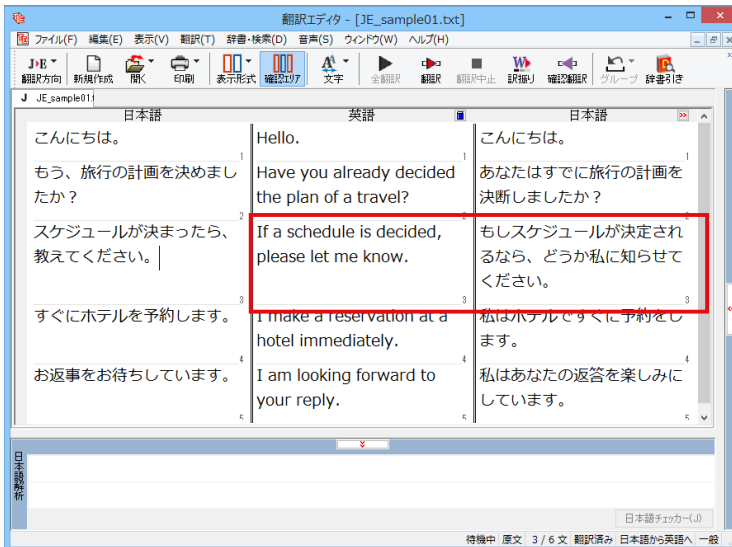 翻訳エディタ - [JE_sample01.txt]
ファイル(F) 編集(E) 表示(V) 翻訳(T) 辞書・検索(D) 音声(S) ウィンドウ(W) ヘルプ(H)
翻訳方向 新規作成 開く 印刷 表示形式 確認エリア 文字 全翻訳 翻訳 翻訳中止 訳振り 確認翻訳 グループ 辞書引き
J JE_sample01.t
日本語 英語 日本語
こんにちは。
1
Hello.
1
こんにちは。
1
もう、旅行の計画を決めまし
たか？
2
Have you already decided
the plan of a travel?
2
あなたはすでに旅行の計画を
決断しましたか？
2
スケジュールが決まったら、
教えてください。
3
If a schedule is decided,
please let me know.
3
もしスケジュールが決定され
るなら、どうか私に知らせて
ください。
3
すぐにホテルを予約します。
4
I make a reservation at a
hotel immediately.
4
私はホテルですぐに予約をし
ます。
4
お返事をお待ちしています。
5
I am looking forward to
your reply.
5
私はあなたの返答を楽しみに
しています。
5
日本語解析
日本語チェッカー(J)
待機中 原文 3 / 6 文 翻訳済み 日本語から英語へ 一般